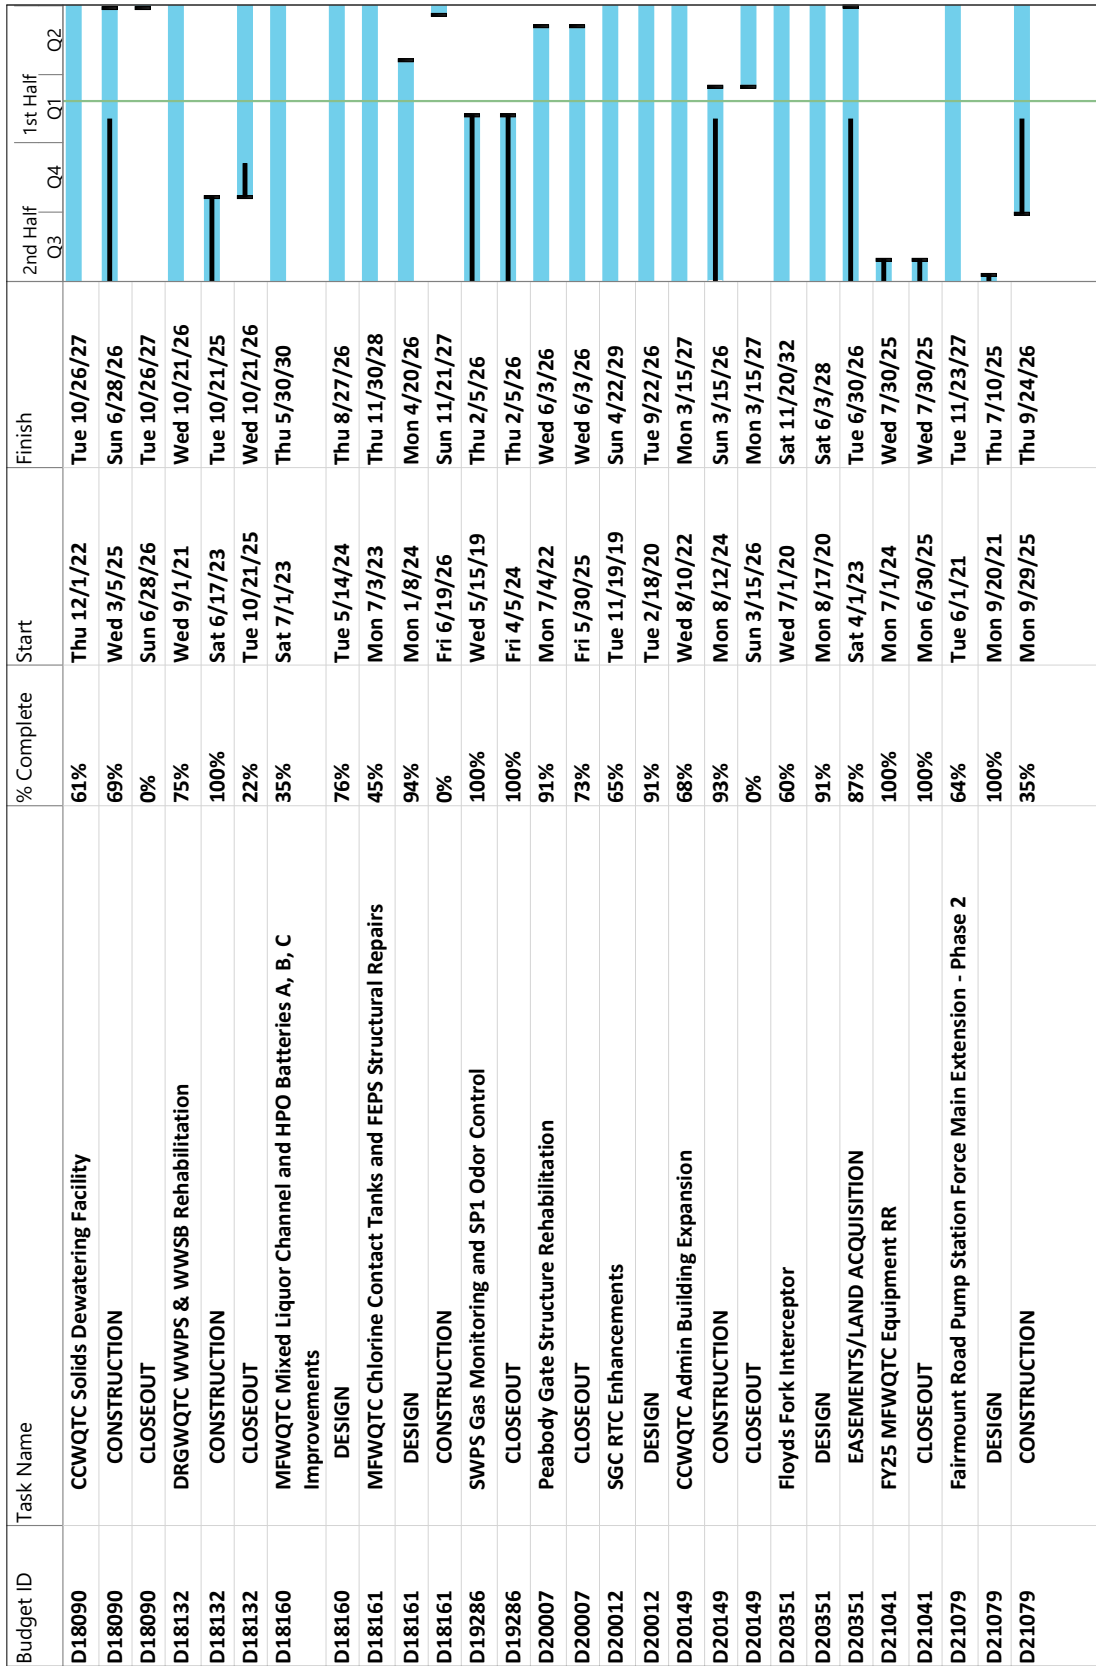 Budget ID Task Name % Complete Start Finish 2nd Half 1st Half
Q3 Q4 Q1 Q2
D18090 CCWQTC Solids Dewatering Facility 61% Thu 12/1/22 Tue 10/26/27
D18090 CONSTRUCTION 69% Wed 3/5/25 Sun 6/28/26
D18090 CLOSEOUT 0% Sun 6/28/26 Tue 10/26/27
D18132 DRGWQTC WWPS & WWSB Rehabilitation 75% Wed 9/1/21 Wed 10/21/26
D18132 CONSTRUCTION 100% Sat 6/17/23 Tue 10/21/25
D18132 CLOSEOUT 22% Tue 10/21/25 Wed 10/21/26
D18160 MFWQTC Mixed Liquor Channel and HPO Batteries A, B, C 35% Sat 7/1/23 Thu 5/30/30
Improvements
D18160 DESIGN 76% Tue 5/14/24 Thu 8/27/26
D18161 MFWQTC Chlorine Contact Tanks and FEPS Structural Repairs 45% Mon 7/3/23 Thu 11/30/28
D18161 DESIGN 94% Mon 1/8/24 Mon 4/20/26
D18161 CONSTRUCTION 0% Fri 6/19/26 Sun 11/21/27
D19286 SWPS Gas Monitoring and SP1 Odor Control 100% Wed 5/15/19 Thu 2/5/26
D19286 CLOSEOUT 100% Fri 4/5/24 Thu 2/5/26
D20007 Peabody Gate Structure Rehabilitation 91% Mon 7/4/22 Wed 6/3/26
D20007 CLOSEOUT 73% Fri 5/30/25 Wed 6/3/26
D20012 SGC RTC Enhancements 65% Tue 11/19/19 Sun 4/22/29
D20012 DESIGN 91% Tue 2/18/20 Tue 9/22/26
D20149 CCWQTC Admin Building Expansion 68% Wed 8/10/22 Mon 3/15/27
D20149 CONSTRUCTION 93% Mon 8/12/24 Sun 3/15/26
D20149 CLOSEOUT 0% Sun 3/15/26 Mon 3/15/27
D20351 Floyds Fork Interceptor 60% Wed 7/1/20 Sat 11/20/32
D20351 DESIGN 91% Mon 8/17/20 Sat 6/3/28
D20351 EASEMENTS/LAND ACQUISITION 87% Sat 4/1/23 Tue 6/30/26
D21041 FY25 MFWQTC Equipment RR 100% Mon 7/1/24 Wed 7/30/25
D21041 CLOSEOUT 100% Mon 6/30/25 Wed 7/30/25
D21079 Fairmount Road Pump Station Force Main Extension - Phase 2 64% Tue 6/1/21 Tue 11/23/27
D21079 DESIGN 100% Mon 9/20/21 Thu 7/10/25
D21079 CONSTRUCTION 35% Mon 9/29/25 Thu 9/24/26